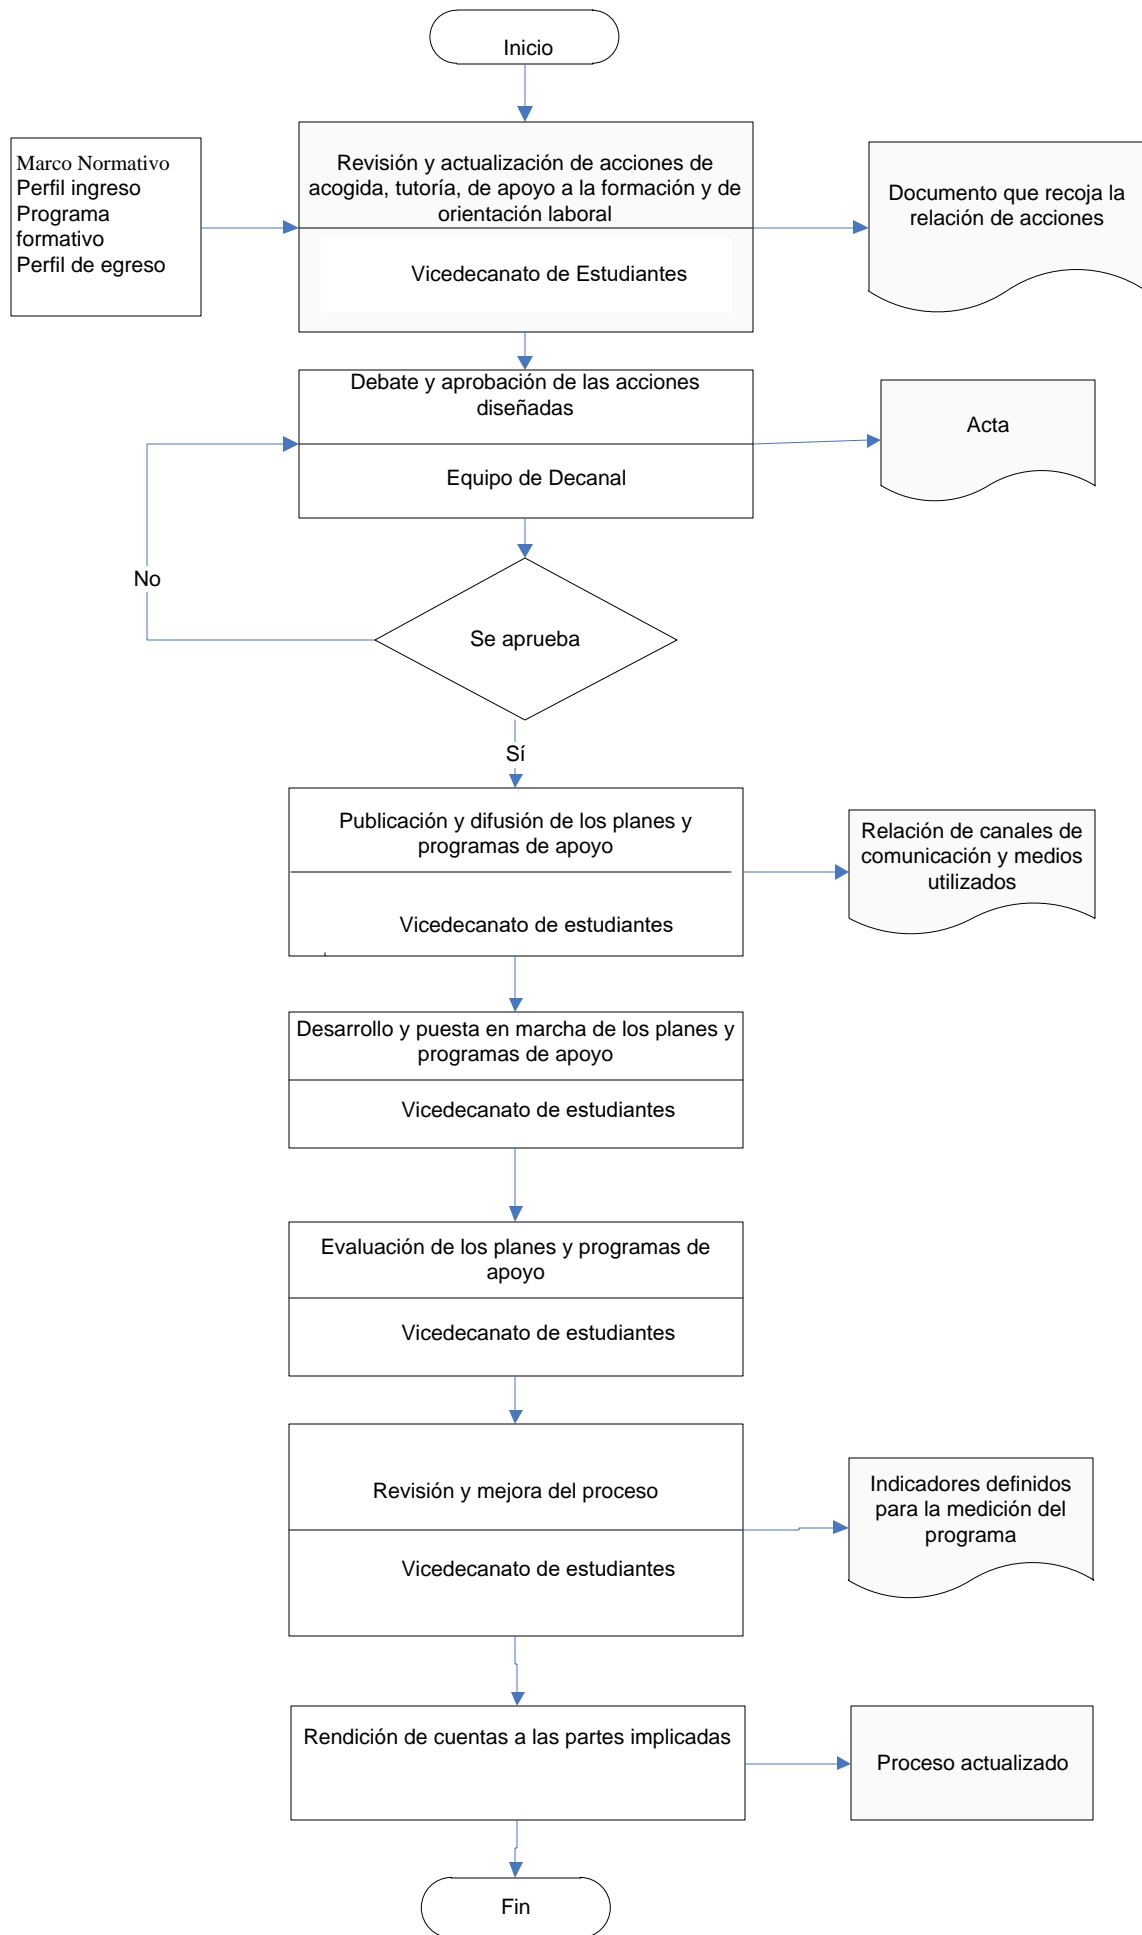 Inicio
Marco Normativo
Perfil ingreso
Programa
formativo
Perfil de egreso
Revisión y actualización de acciones de
acogida, tutoría, de apoyo a la formación y de
orientación laboral
Vicedecanato de Estudiantes
Documento que recoja la
relación de acciones
Debate y aprobación de las acciones
diseñadas
Equipo de Decanal
Acta
No
Se aprueba
Sí
Publicación y difusión de los planes y
programas de apoyo
Vicedecanato de estudiantes
Relación de canales de
comunicación y medios
utilizados
Desarrollo y puesta en marcha de los planes y
programas de apoyo
Vicedecanato de estudiantes
Evaluación de los planes y programas de
apoyo
Vicedecanato de estudiantes
Revisión y mejora del proceso
Vicedecanato de estudiantes
Indicadores definidos
para la medición del
programa
Rendición de cuentas a las partes implicadas
Proceso actualizado
Fin